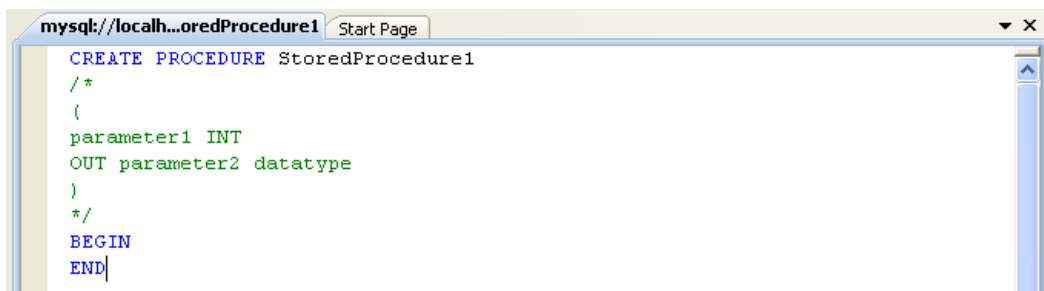 mysql://localh...oredProcedure1 Start Page
CREATE PROCEDURE StoredProcedure1
/*
(
parameter1 INT
OUT parameter2 datatype
)
*/
BEGIN
END